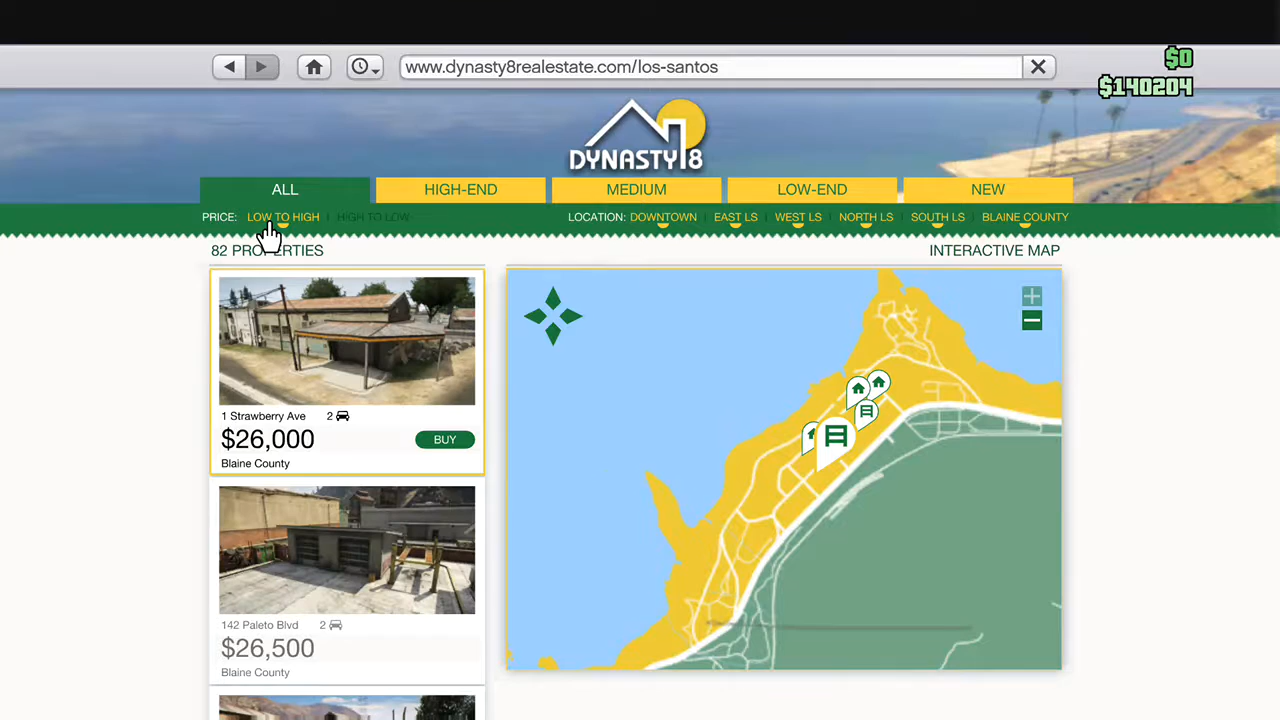 www.dynasty8realestate.com/los-santos
$0
$140204
DYNASTY 8
ALL
HIGH-END
MEDIUM
LOW-END
NEW
PRICE: LOW TO HIGH | HIGH TO LOW
LOCATION: DOWNTOWN | EAST LS | WEST LS | NORTH LS | SOUTH LS | BLAINE COUNTY
82 PROPERTIES
INTERACTIVE MAP
1 Strawberry Ave 2
$26,000
BUY
Blaine County
142 Paleto Blvd 2
$26,500
Blaine County